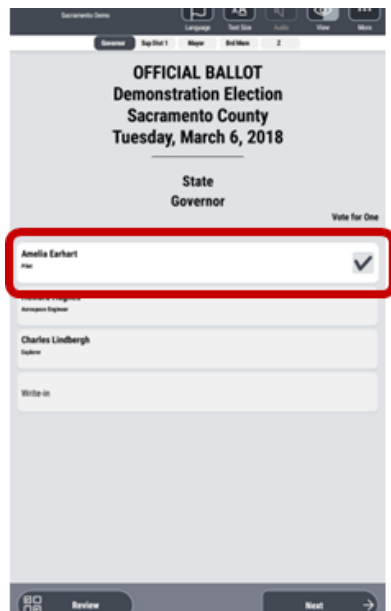 Sacramento Demo
Language Text Size Audio View More
Governor Sup Dist 1 Mayor Brd Mem Z
OFFICIAL BALLOT
Demonstration Election
Sacramento County
Tuesday, March 6, 2018
State
Governor
Vote for One
Amelia Earhart
Pilot
Howard Hughes
Aerospace Engineer
Charles Lindbergh
Explorer
Write-in
Review Next